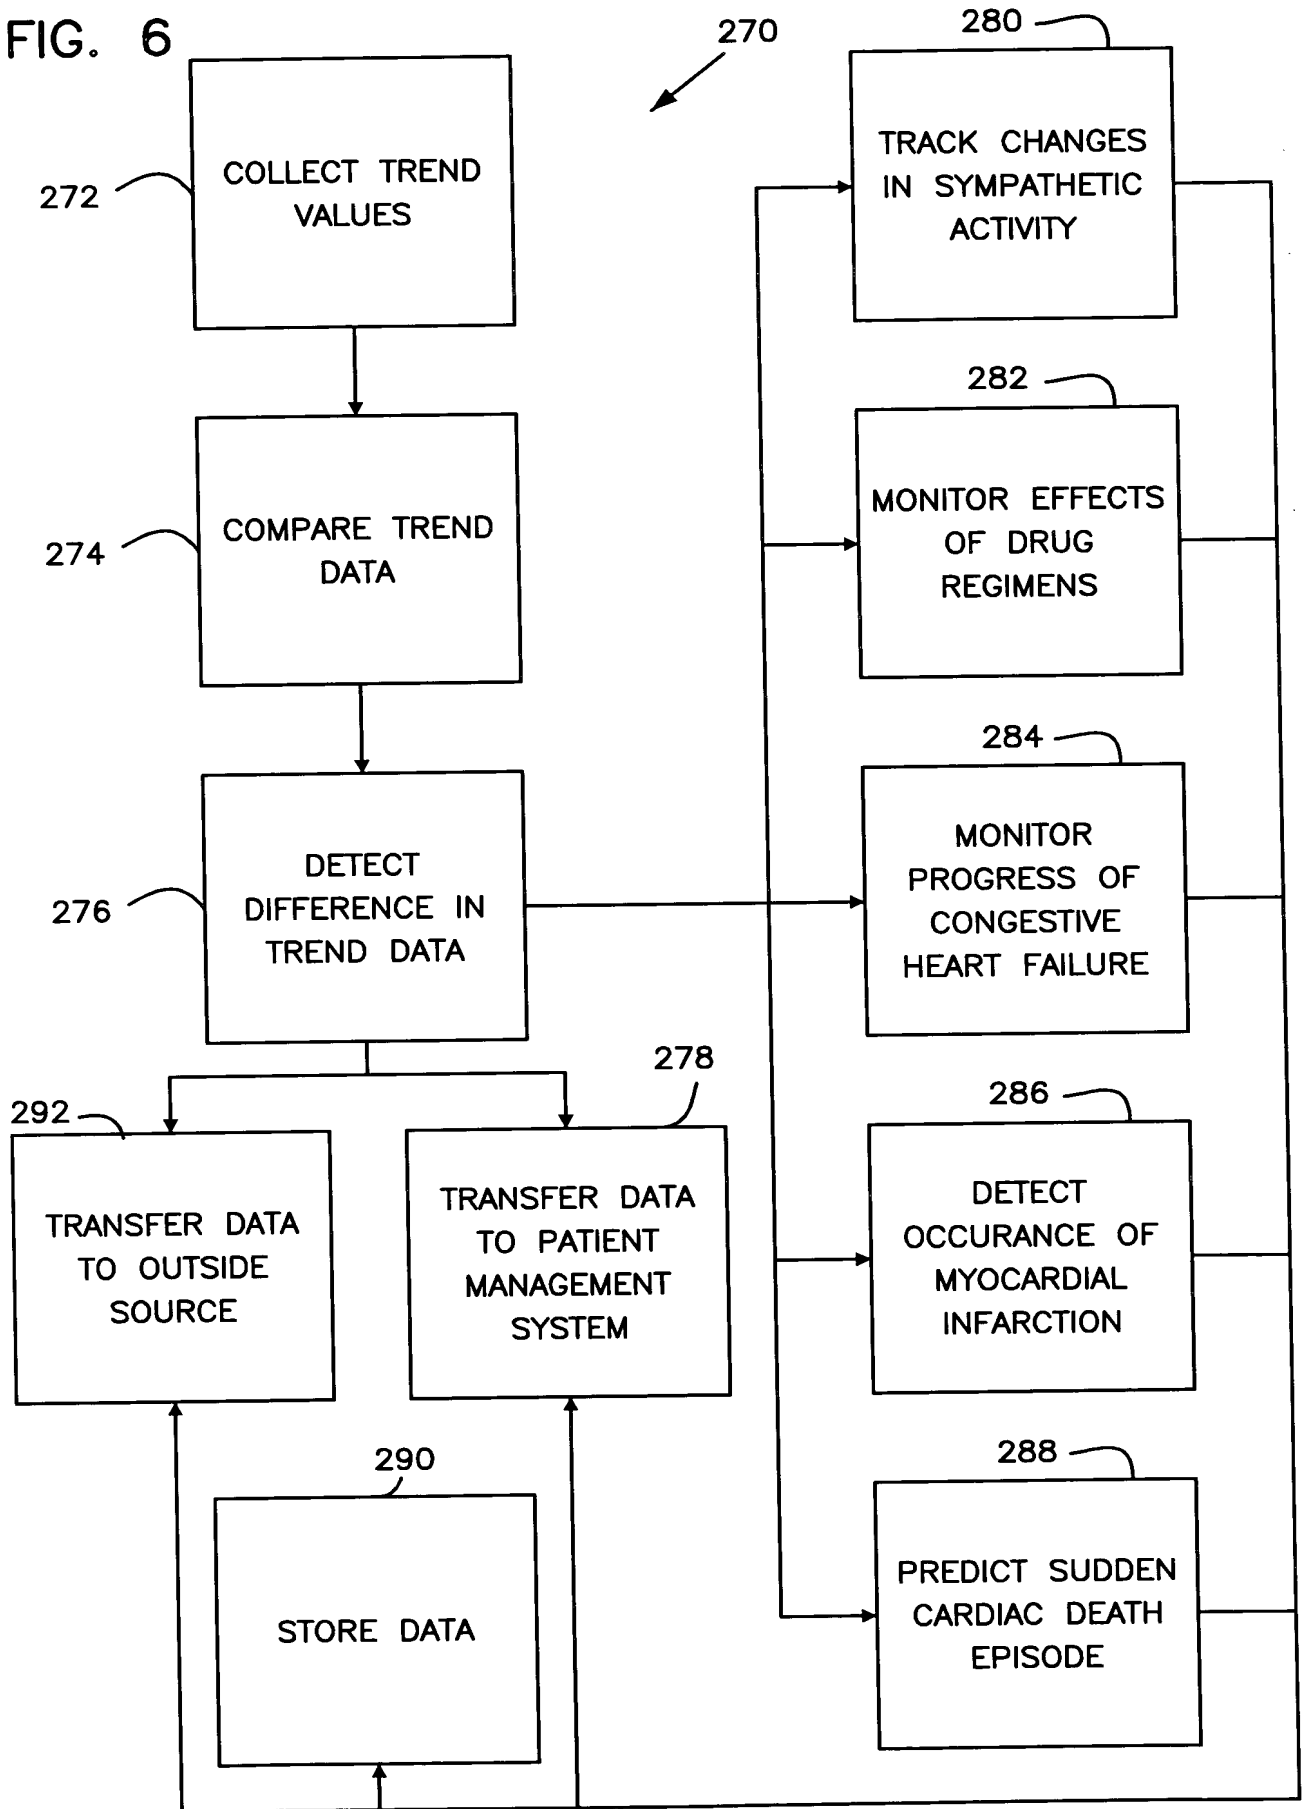 FIG. 6
270
272
COLLECT TREND
VALUES
274
COMPARE TREND
DATA
276
DETECT
DIFFERENCE IN
TREND DATA
292
TRANSFER DATA
TO OUTSIDE
SOURCE
278
TRANSFER DATA
TO PATIENT
MANAGEMENT
SYSTEM
290
STORE DATA
280
TRACK CHANGES
IN SYMPATHETIC
ACTIVITY
282
MONITOR EFFECTS
OF DRUG
REGIMENS
284
MONITOR
PROGRESS OF
CONGESTIVE
HEART FAILURE
286
DETECT
OCCURANCE OF
MYOCARDIAL
INFARCTION
288
PREDICT SUDDEN
CARDIAC DEATH
EPISODE